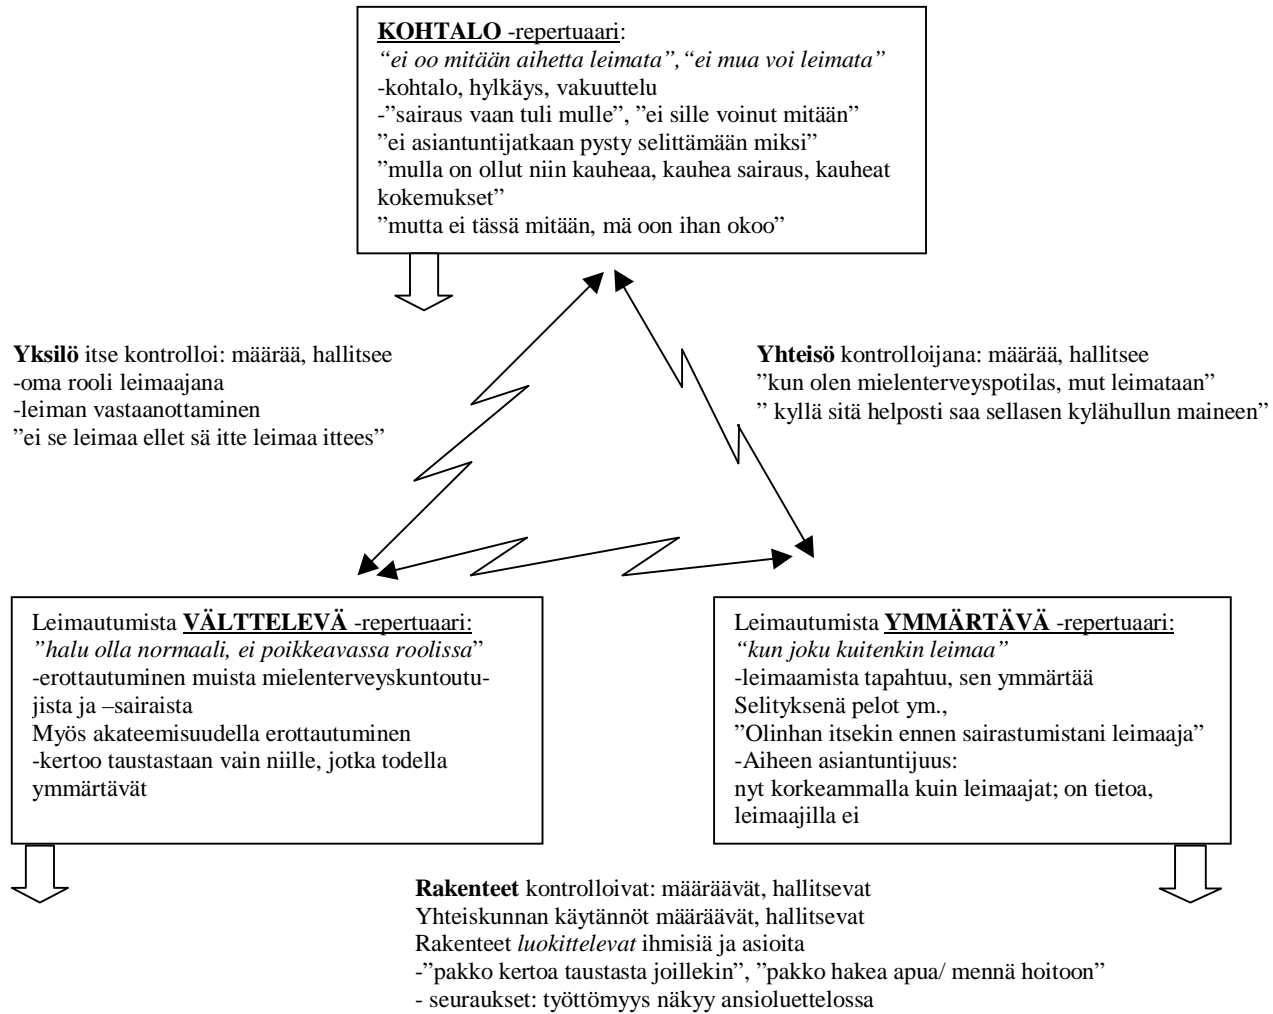 KOHTALO -repertuaari:
“ei oo mitään aihetta leimata”, “ei mua voi leimata”
-kohtalo, hylkäys, vakuuttelu
-”sairaus vaan tuli mulle”, ”ei sille voinut mitään”
”ei asiantuntijatkaan pysty selittämään miksi”
”mulla on ollut niin kauheaa, kauhea sairaus, kauheat
kokemukset”
”mutta ei tässä mitään, mä oon ihan okoo”
Yksilö itse kontrolloi: määrää, hallitsee
-oma rooli leimaajana
-leiman vastaanottaminen
”ei se leimaa ellet sä itte leimaa ittees”
Yhteisö kontrolloijana: määrää, hallitsee
”kun olen mielenterveyspotilas, mut leimataan”
” kyllä sitä helposti saa sellasen kylähullun maineen”
Leimautumista VÄLTTELEVÄ -repertuaari:
”halu olla normaali, ei poikkeavassa roolissa”
-erottautuminen muista mielenterveyskuntoutu-
jista ja –sairaista
Myös akateemisuudella erottautuminen
-kertoo taustastaan vain niille, jotka todella
ymmärtävät
Leimautumista YMMÄRTÄVÄ -repertuaari:
“kun joku kuitenkin leimaa”
-leimaamista tapahtuu, sen ymmärtää
Selityksenä pelot ym.,
”Olinhan itsekin ennen sairastumistani leimaaja”
-Aiheen asiantuntijuus:
nyt korkeammalla kuin leimaajat; on tietoa,
leimaajilla ei
Rakenteet kontrolloivat: määräävät, hallitsevat
Yhteiskunnan käytännöt määräävät, hallitsevat
Rakenteet luokittelevat ihmisiä ja asioita
-”pakko kertoa taustasta joillekin”, ”pakko hakea apua/ mennä hoitoon”
- seuraukset: työttömyys näkyy ansioluettelossa